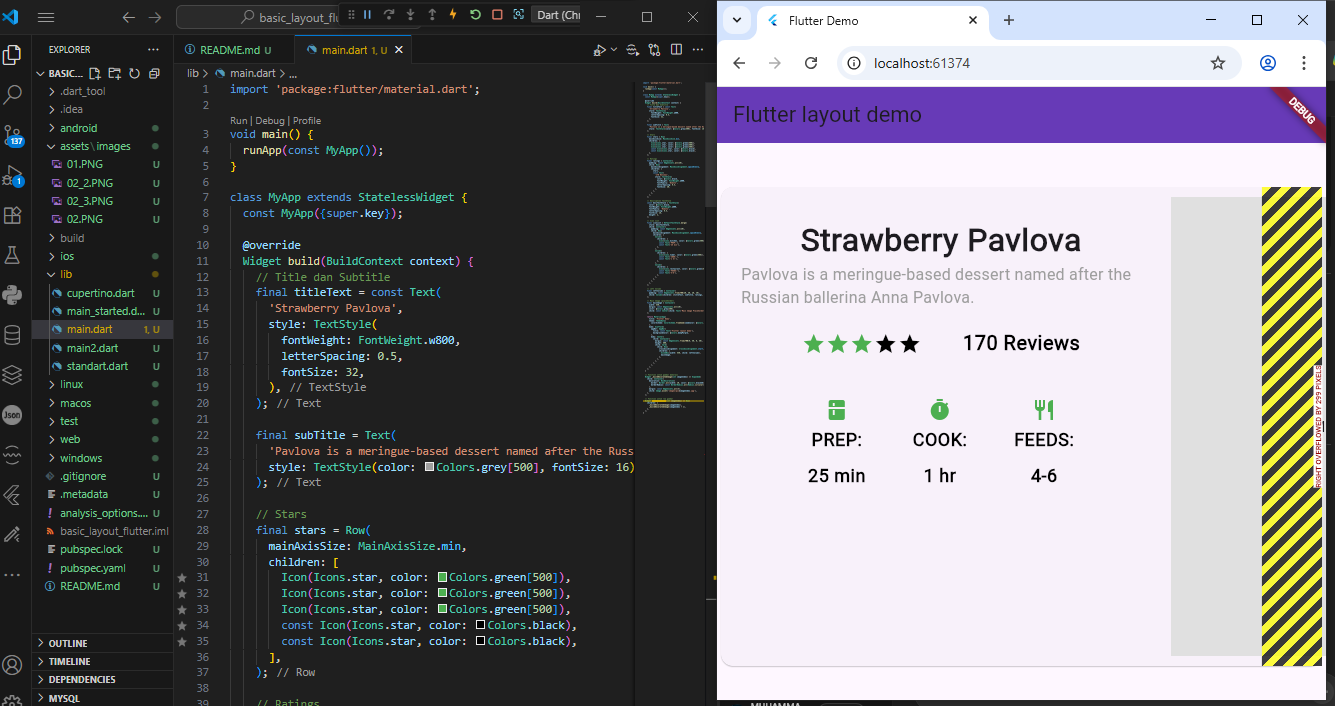 basic_layout_flu
Dart (Chr
EXPLORER
BASIC...
.dart_tool
.idea
android
assets\images
01.PNG U
02_2.PNG U
02_3.PNG U
02.PNG U
build
ios
lib
cupertino.dart U
main_started.d... U
main.dart 1, U
main2.dart U
standart.dart U
linux
macos
test
web
windows
.gitignore U
.metadata U
analysis_options.... U
basic_layout_flutter.iml
pubspec.lock U
pubspec.yaml U
README.md U
OUTLINE
TIMELINE
DEPENDENCIES
MYSQL
137
1
Json
README.md U
main.dart 1, U
lib > main.dart > ...
1 import 'package:flutter/material.dart';
2
Run | Debug | Profile
3 void main() {
4 runApp(const MyApp());
5 }
6
7 class MyApp extends StatelessWidget {
8 const MyApp({super.key});
9
10 @override
11 Widget build(BuildContext context) {
12 // Title dan Subtitle
13 final titleText = const Text(
14 'Strawberry Pavlova',
15 style: TextStyle(
16 fontWeight: FontWeight.w800,
17 letterSpacing: 0.5,
18 fontSize: 32,
19 ), // TextStyle
20 ); // Text
21
22 final subTitle = Text(
23 'Pavlova is a meringue-based dessert named after the Russ
24 style: TextStyle(color: Colors.grey[500], fontSize: 16)
25 ); // Text
26
27 // Stars
28 final stars = Row(
29 mainAxisSize: MainAxisSize.min,
30 children: [
31 Icon(Icons.star, color: Colors.green[500]),
32 Icon(Icons.star, color: Colors.green[500]),
33 Icon(Icons.star, color: Colors.green[500]),
34 const Icon(Icons.star, color: Colors.black),
35 const Icon(Icons.star, color: Colors.black),
36 ],
37 ); // Row
38
39 // Ratings
Flutter Demo
localhost:61374
Flutter layout demo
DEBUG
Strawberry Pavlova
Pavlova is a meringue-based dessert named after the
Russian ballerina Anna Pavlova.
170 Reviews
PREP: COOK: FEEDS:
25 min 1 hr 4-6
RIGHT OVERFLOWED BY 299 PIXELS